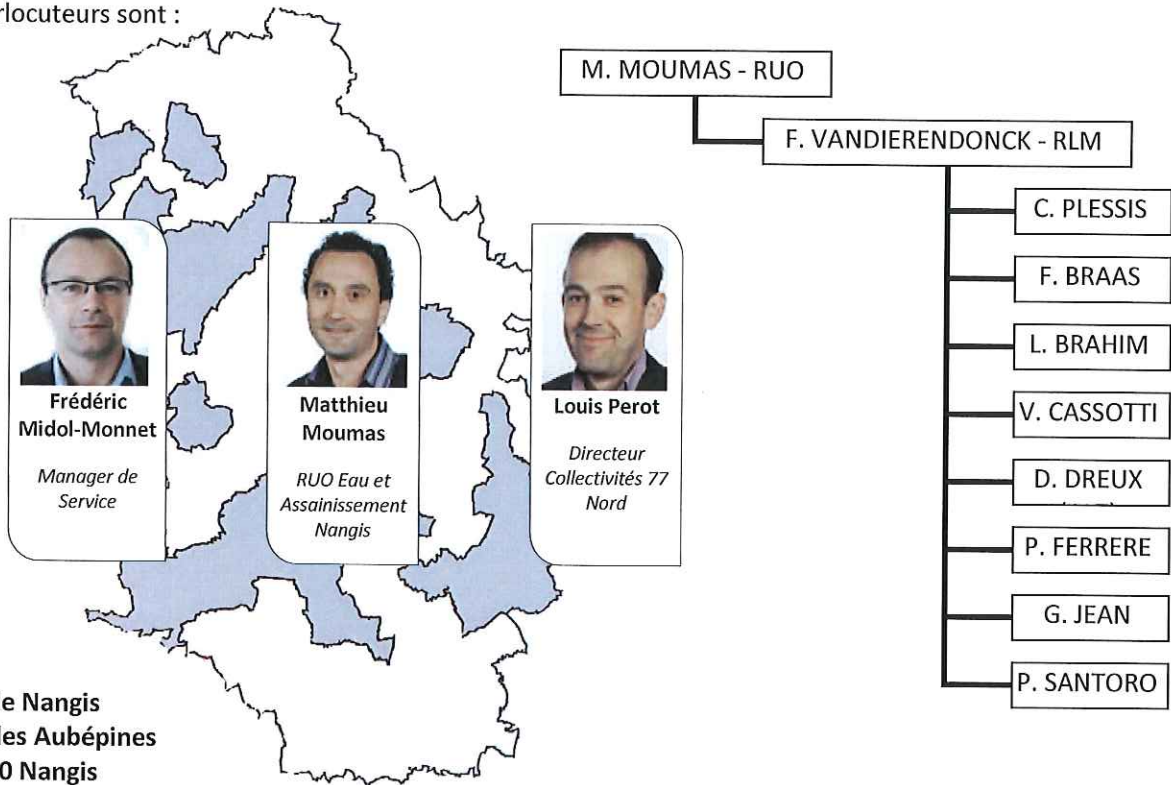 rlocuteurs sont :
M. MOUMAS - RUO
F. VANDIERENDONCK - RLM
C. PLESSIS
F. BRAAS
L. BRAHIM
V. CASSOTTI
D. DREUX
P. FERRERE
G. JEAN
P. SANTORO
Frédéric
Midol-Monnet
Manager de
Service
Matthieu
Moumas
RUO Eau et
Assainissement
Nangis
Louis Perot
Directeur
Collectivités 77
Nord
e Nangis
les Aubépines
0 Nangis